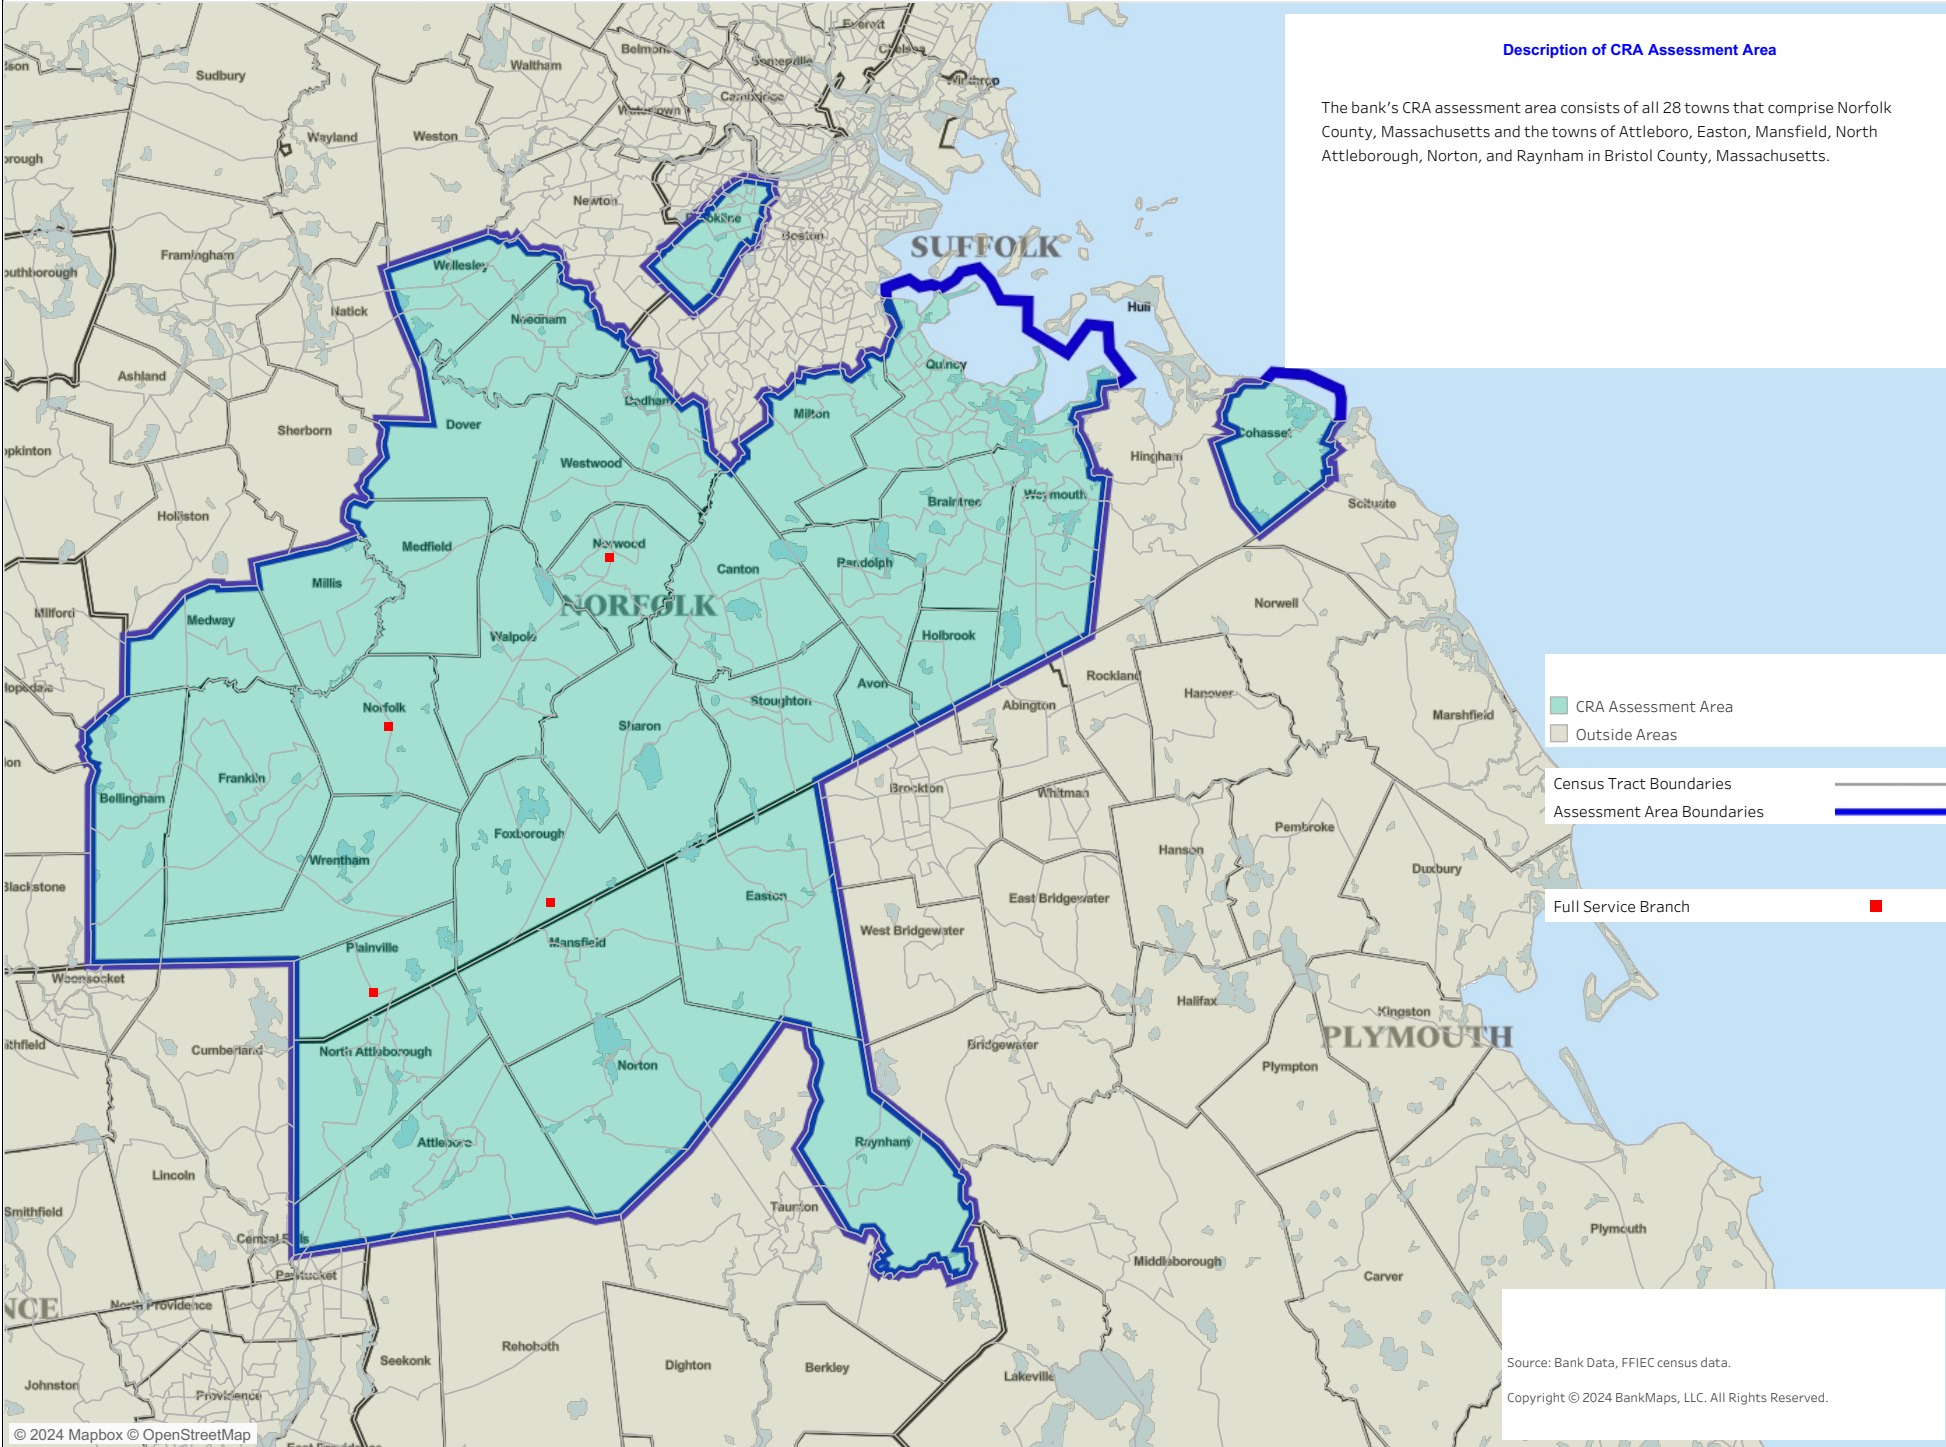 Description of CRA Assessment Area
The bank's CRA assessment area consists of all 28 towns that comprise Norfolk
County, Massachusetts and the towns of Attleboro, Easton, Mansfield, North
Attleborough, Norton, and Raynham in Bristol County, Massachusetts.
Everett
Belmont
Chelsea
Somerville
Waltham
Sudbury
Winthrop
Cambridge
Watertown
Wayland
Weston
Newton
Brookline
Boston
SUFFOLK
Framingham
Wellesley
Natick
Hull
Needham
Quincy
Ashland
Dedham
Milton
Dover
Sherborn
Cohasset
Hingham
Westwood
Weymouth
Braintree
Scituate
Holliston
Norwood
Medfield
Canton
Randolph
Millis
NORFOLK
Norwell
Milford
Medway
Walpole
Holbrook
Rockland
Avon
Hanover
Stoughton
Abington
Norfolk
Sharon
Marshfield
CRA Assessment Area
Outside Areas
Franklin
Census Tract Boundaries
Brockton
Whitman
Bellingham
Assessment Area Boundaries
Pembroke
Foxborough
Hanson
Wrentham
Duxbury
Blackstone
Easton
East Bridgewater
Full Service Branch
West Bridgewater
Mansfield
Plainville
Woonsocket
Halifax
Kingston
PLYMOUTH
Bridgewater
Cumberland
North Attleborough
Norton
Plympton
Attleboro
Raynham
Lincoln
Taunton
Smithfield
Plymouth
Central Falls
Middleborough
Pawtucket
Carver
North Providence
Rehoboth
Seekonk
Dighton
Berkley
Source: Bank Data, FFIEC census data.
Lakeville
Johnston
Providence
Copyright © 2024 BankMaps, LLC. All Rights Reserved.
© 2024 Mapbox © OpenStreetMap